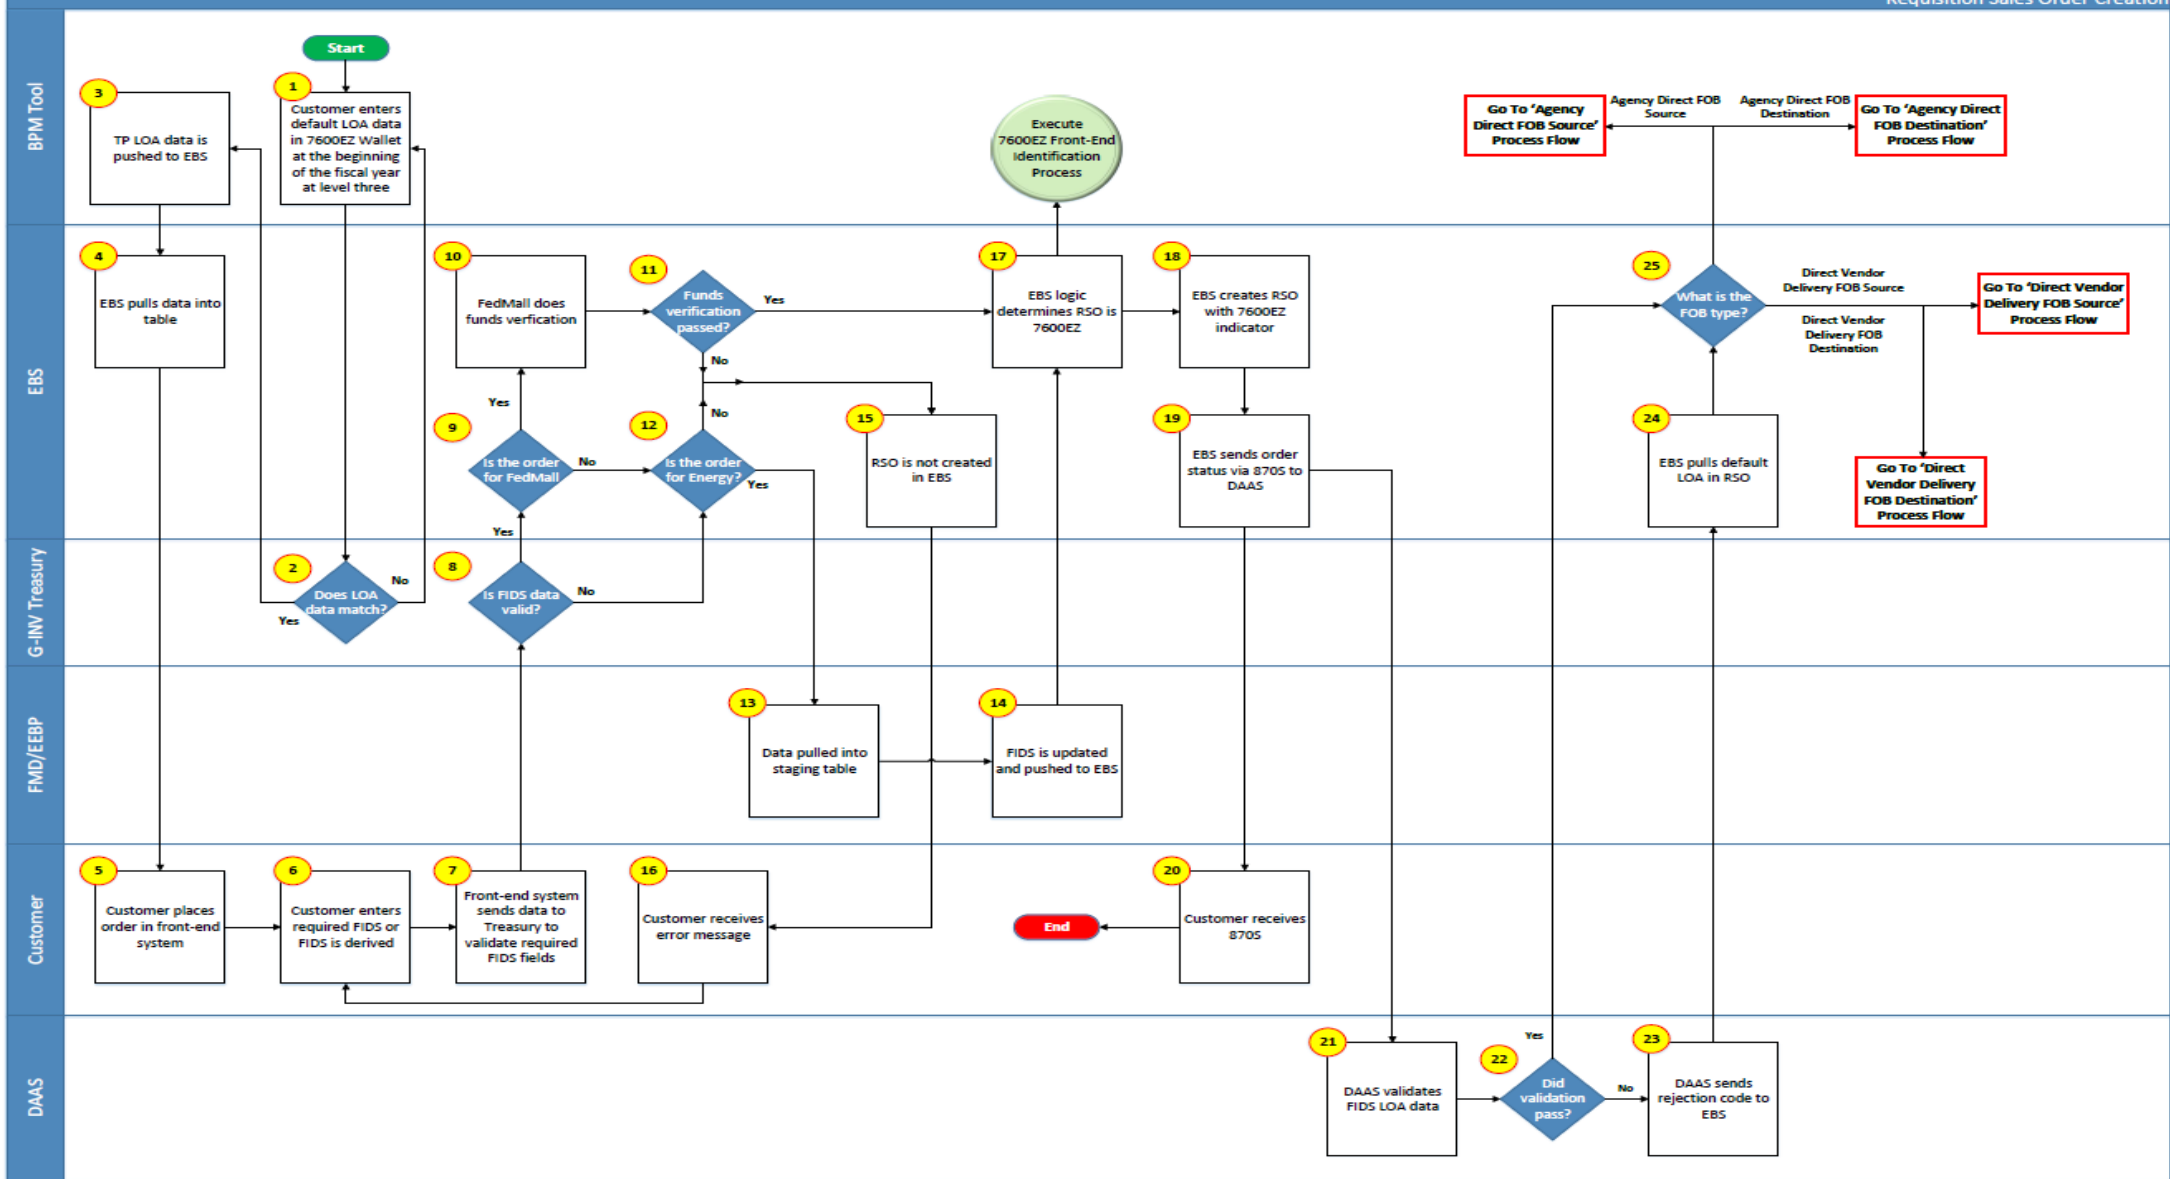 Requisition Sales Order Creation
BPM Tool
Start
3
TP LOA data is
pushed to EBS
1
Customer enters
default LOA data
in 7600EZ Wallet
at the beginning
of the fiscal year
at level three
Execute
7600EZ Front-End
Identification
Process
Go To ‘Agency
Direct FOB Source’
Process Flow
Agency Direct FOB
Source
Agency Direct FOB
Destination
Go To ‘Agency Direct
FOB Destination’
Process Flow
EBS
4
EBS pulls data into
table
10
FedMall does
funds verfication
11
Funds
verification
passed?
Yes
No
17
EBS logic
determines RSO is
7600EZ
18
EBS creates RSO
with 7600EZ
indicator
25
What is the
FOB type?
Direct Vendor
Delivery FOB Source
Direct Vendor
Delivery FOB
Destination
Go To ‘Direct Vendor
Delivery FOB Source’
Process Flow
Yes
9
Is the order
for FedMall
No
Yes
12
Is the order
for Energy?
No
Yes
15
RSO is not created
in EBS
19
EBS sends order
status via 870S to
DAAS
24
EBS pulls default
LOA in RSO
Go To ‘Direct
Vendor Delivery
FOB Destination’
Process Flow
G-INV Treasury
2
Does LOA
data match?
No
Yes
8
Is FIDS data
valid?
No
FMD/EEBP
13
Data pulled into
staging table
14
FIDS is updated
and pushed to EBS
Customer
5
Customer places
order in front-end
system
6
Customer enters
required FIDS or
FIDS is derived
7
Front-end system
sends data to
Treasury to
validate required
FIDS fields
16
Customer receives
error message
End
20
Customer receives
870S
DAAS
21
DAAS validates
FIDS LOA data
22
Did
validation
pass?
Yes
No
23
DAAS sends
rejection code to
EBS